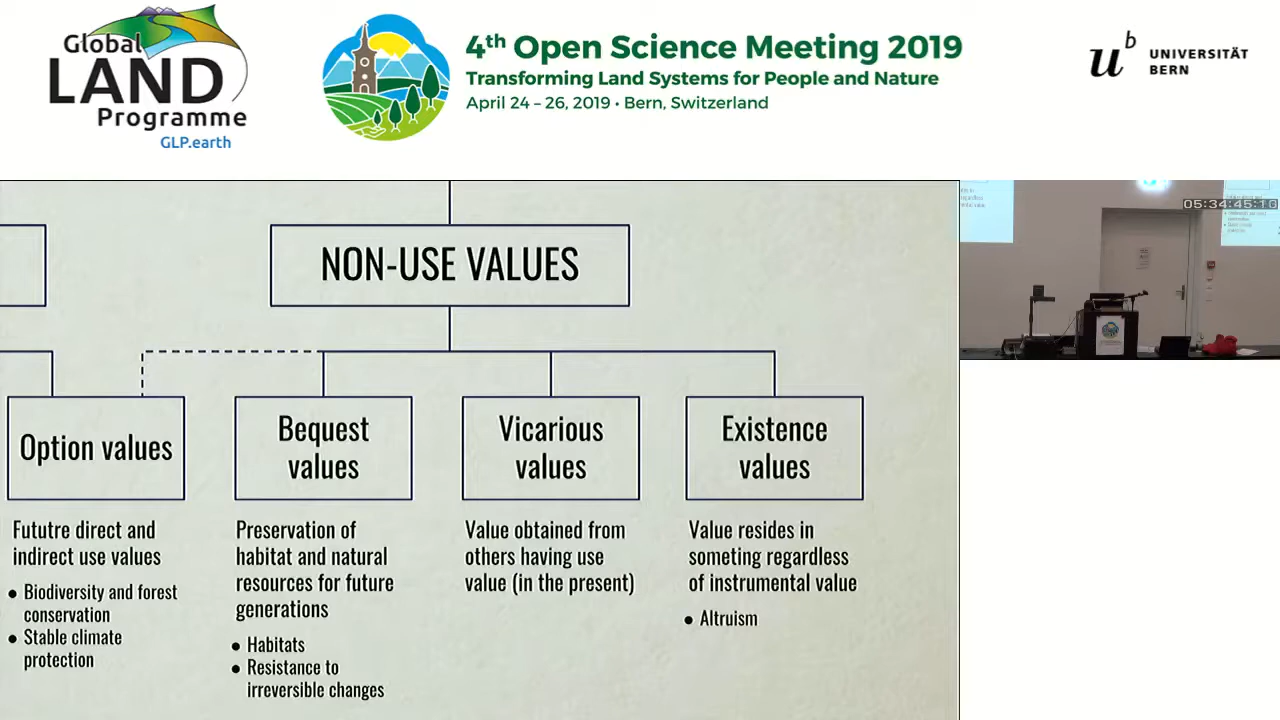 Global
LAND
Programme
GLP.earth
4th Open Science Meeting 2019
Transforming Land Systems for People and Nature
April 24 – 26, 2019 • Bern, Switzerland
u b
UNIVERSITÄT
BERN
05:34:45:10
NON-USE VALUES
Option values
Bequest
values
Vicarious
values
Existence
values
Fututre direct and
indirect use values
● Biodiversity and forest
conservation
● Stable climate
protection
Preservation of
habitat and natural
resources for future
generations
● Habitats
● Resistance to
irreversible changes
Value obtained from
others having use
value (in the present)
Value resides in
someting regardless
of instrumental value
● Altruism